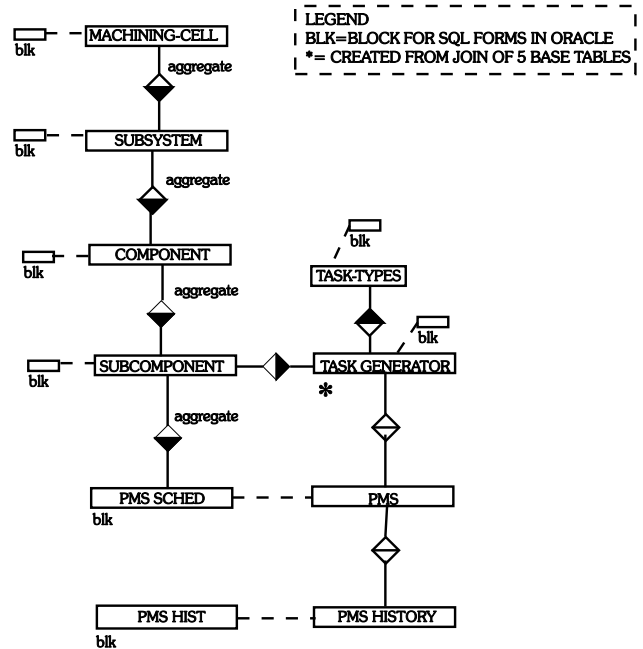 LEGEND
BLK=BLOCK FOR SQL FORMS IN ORACLE
*= CREATED FROM JOIN OF 5 BASE TABLES
MACHINING-CELL
blk
aggregate
SUBSYSTEM
blk
aggregate
blk
COMPONENT
blk
TASK-TYPES
aggregate
blk
SUBCOMPONENT
TASK GENERATOR
blk
*
aggregate
PMS SCHED
PMS
blk
PMS HIST
PMS HISTORY
blk